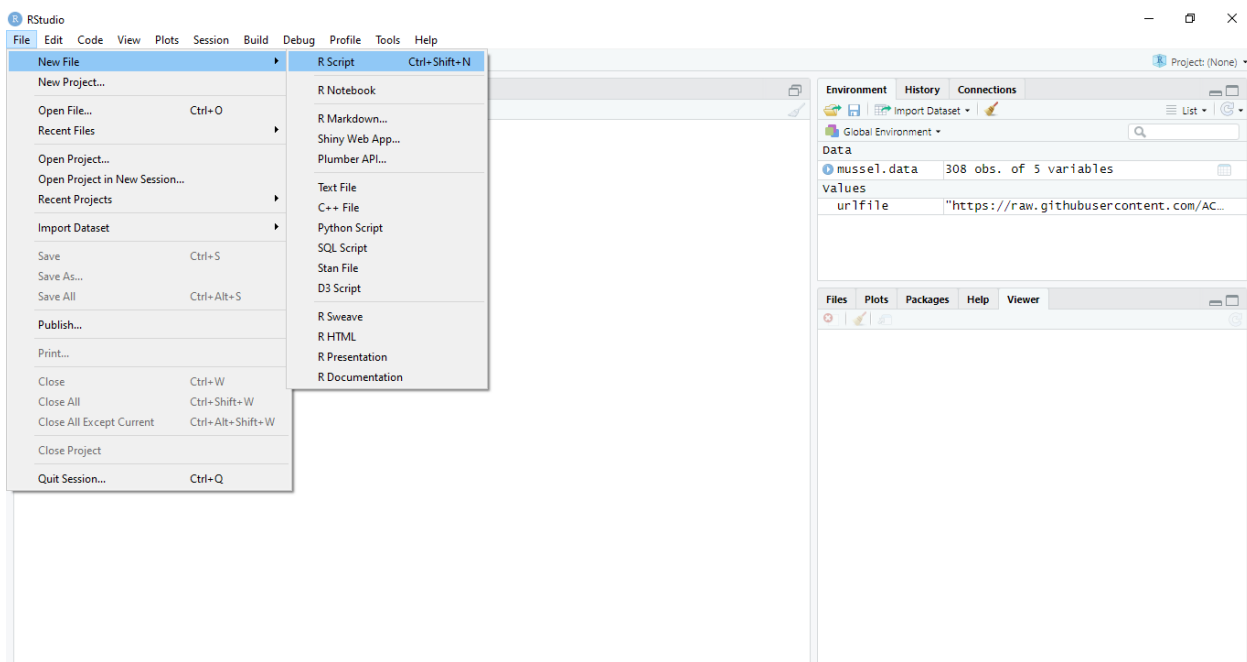 RStudio
File Edit Code View Plots Session Build Debug Profile Tools Help
New File
New Project...
Open File... Ctrl+O
Recent Files
Open Project...
Open Project in New Session...
Recent Projects
Import Dataset
Save Ctrl+S
Save As...
Save All Ctrl+Alt+S
Publish...
Print...
Close Ctrl+W
Close All Ctrl+Shift+W
Close All Except Current Ctrl+Alt+Shift+W
Close Project
Quit Session... Ctrl+Q
R Script Ctrl+Shift+N
R Notebook
R Markdown...
Shiny Web App...
Plumber API...
Text File
C++ File
Python Script
SQL Script
Stan File
D3 Script
R Sweave
R HTML
R Presentation
R Documentation
Project: (None)
Environment History Connections
Import Dataset List
Global Environment
Data
mussel.data 308 obs. of 5 variables
values
urlfile "https://raw.githubusercontent.com/AC…
Files Plots Packages Help Viewer